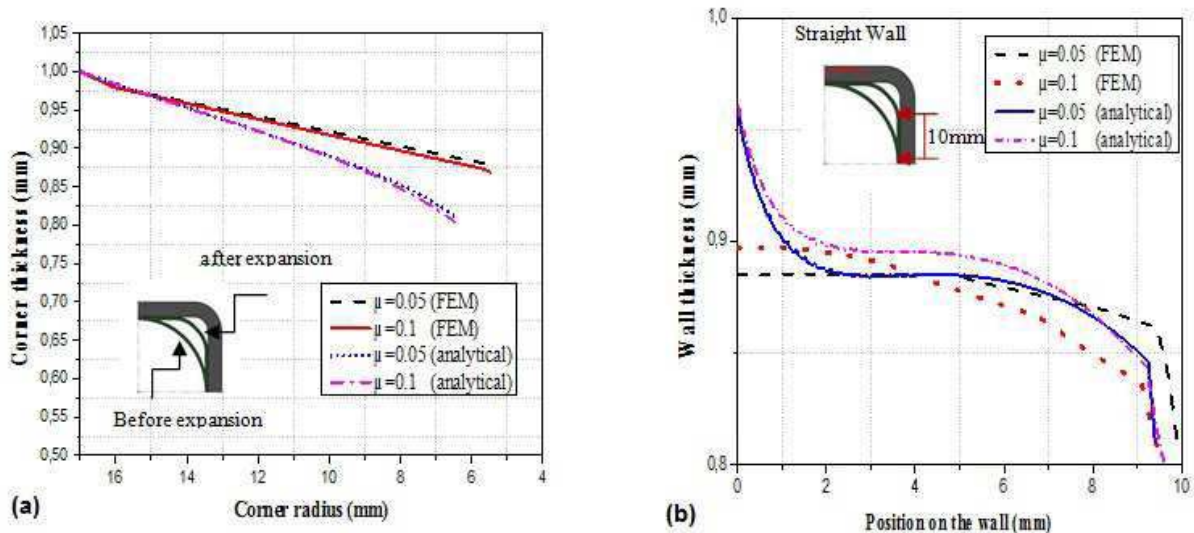 1,05
1,00
0,95
0,90
0,85
0,80
0,75
0,70
0,65
0,60
0,55
0,50
Corner thickness (mm)
after expansion
Before expansion
μ=0.05 (FEM)
μ=0.1 (FEM)
μ=0.05 (analytical)
μ=0.1 (analytical)
16
14
12
10
8
6
4
Corner radius (mm)
(a)
1,0
0,9
0,8
Wall thickness (mm)
Straight Wall
10mm
μ=0.05 (FEM)
μ=0.1 (FEM)
μ=0.05 (analytical)
μ=0.1 (analytical)
0
2
4
6
8
10
Position on the wall (mm)
(b)